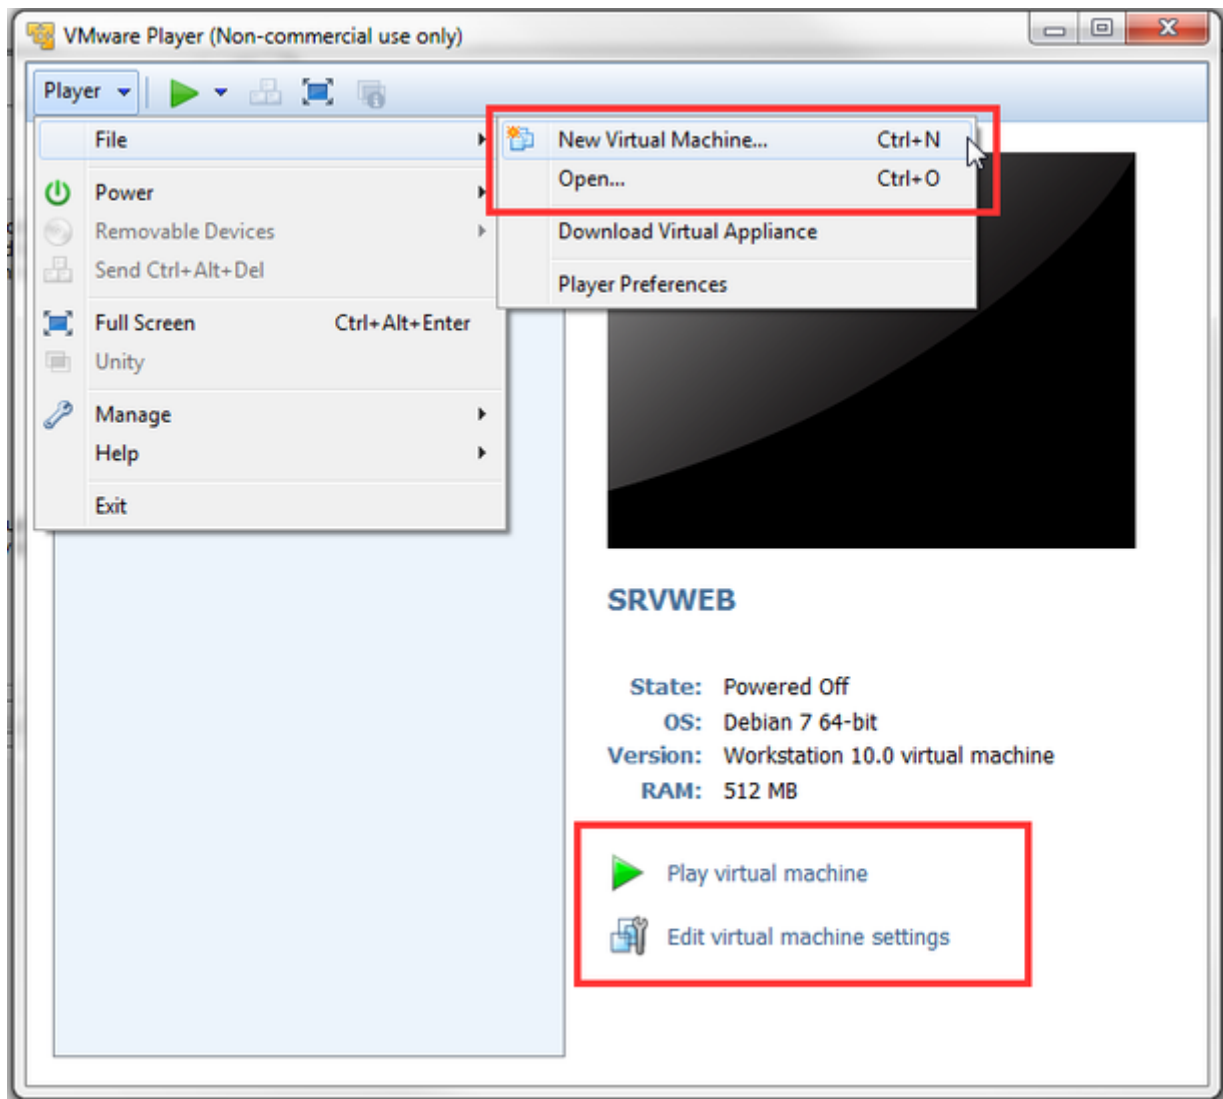 VMware Player (Non-commercial use only)
Player
File
New Virtual Machine... Ctrl+N
Open... Ctrl+O
Download Virtual Appliance
Player Preferences
Power
Removable Devices
Send Ctrl+Alt+Del
Full Screen Ctrl+Alt+Enter
Unity
Manage
Help
Exit
SRVWEB
State: Powered Off
OS: Debian 7 64-bit
Version: Workstation 10.0 virtual machine
RAM: 512 MB
Play virtual machine
Edit virtual machine settings